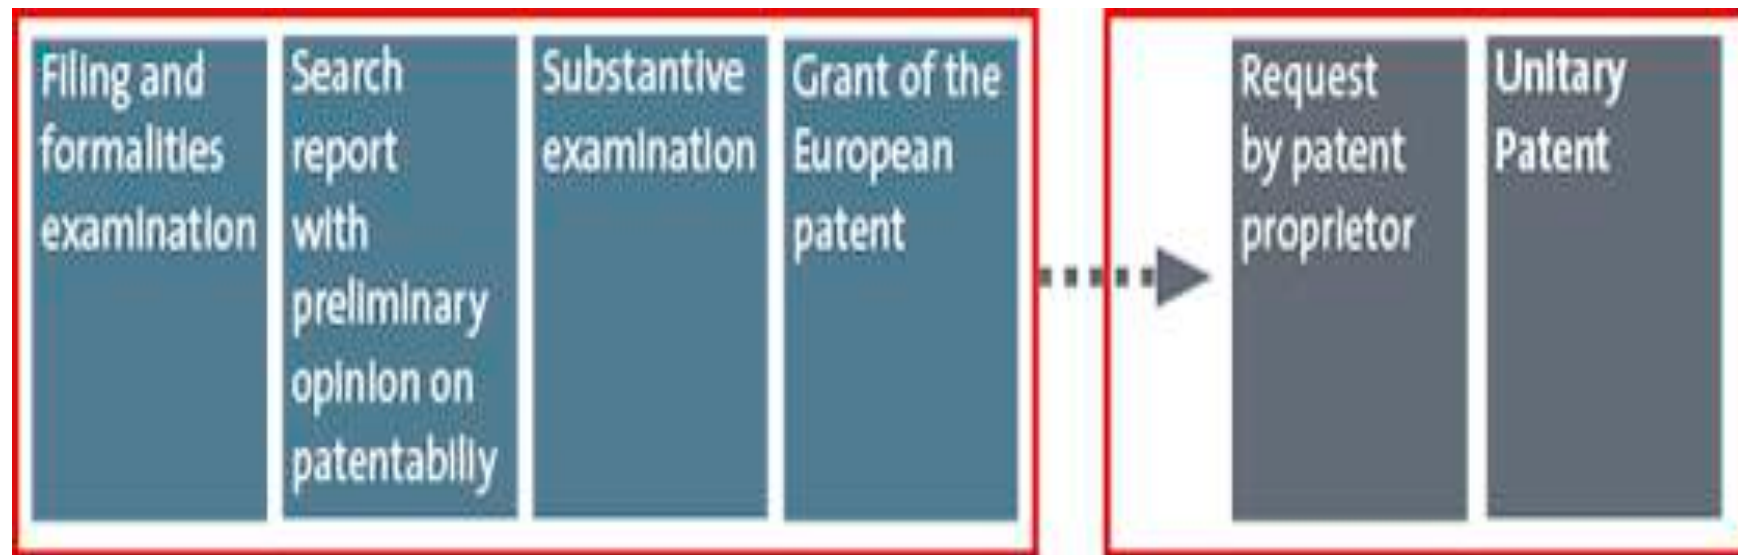 Filing and
formalities
examination
Search
report
with
preliminary
opinion on
patentabiliy
Substantive
examination
Grant of the
European
patent
Request
by patent
proprietor
Unitary
Patent